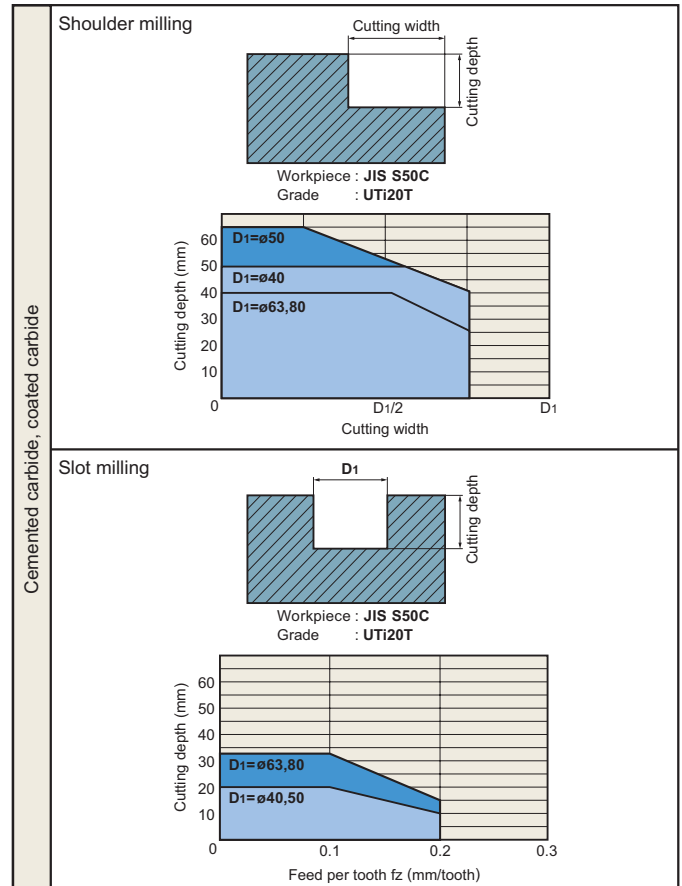 Cemented carbide, coated carbide
Shoulder milling
Cutting width
Cutting depth
Workpiece : JIS S50C
Grade : UTi20T
Cutting depth (mm)
60
50
40
30
20
10
0
D1=ø50
D1=ø40
D1=ø63,80
D1/2
D1
Cutting width
Slot milling
D1
Cutting depth
Workpiece : JIS S50C
Grade : UTi20T
Cutting depth (mm)
60
50
40
30
20
10
0
D1=ø63,80
D1=ø40,50
0.1
0.2
0.3
Feed per tooth fz (mm/tooth)